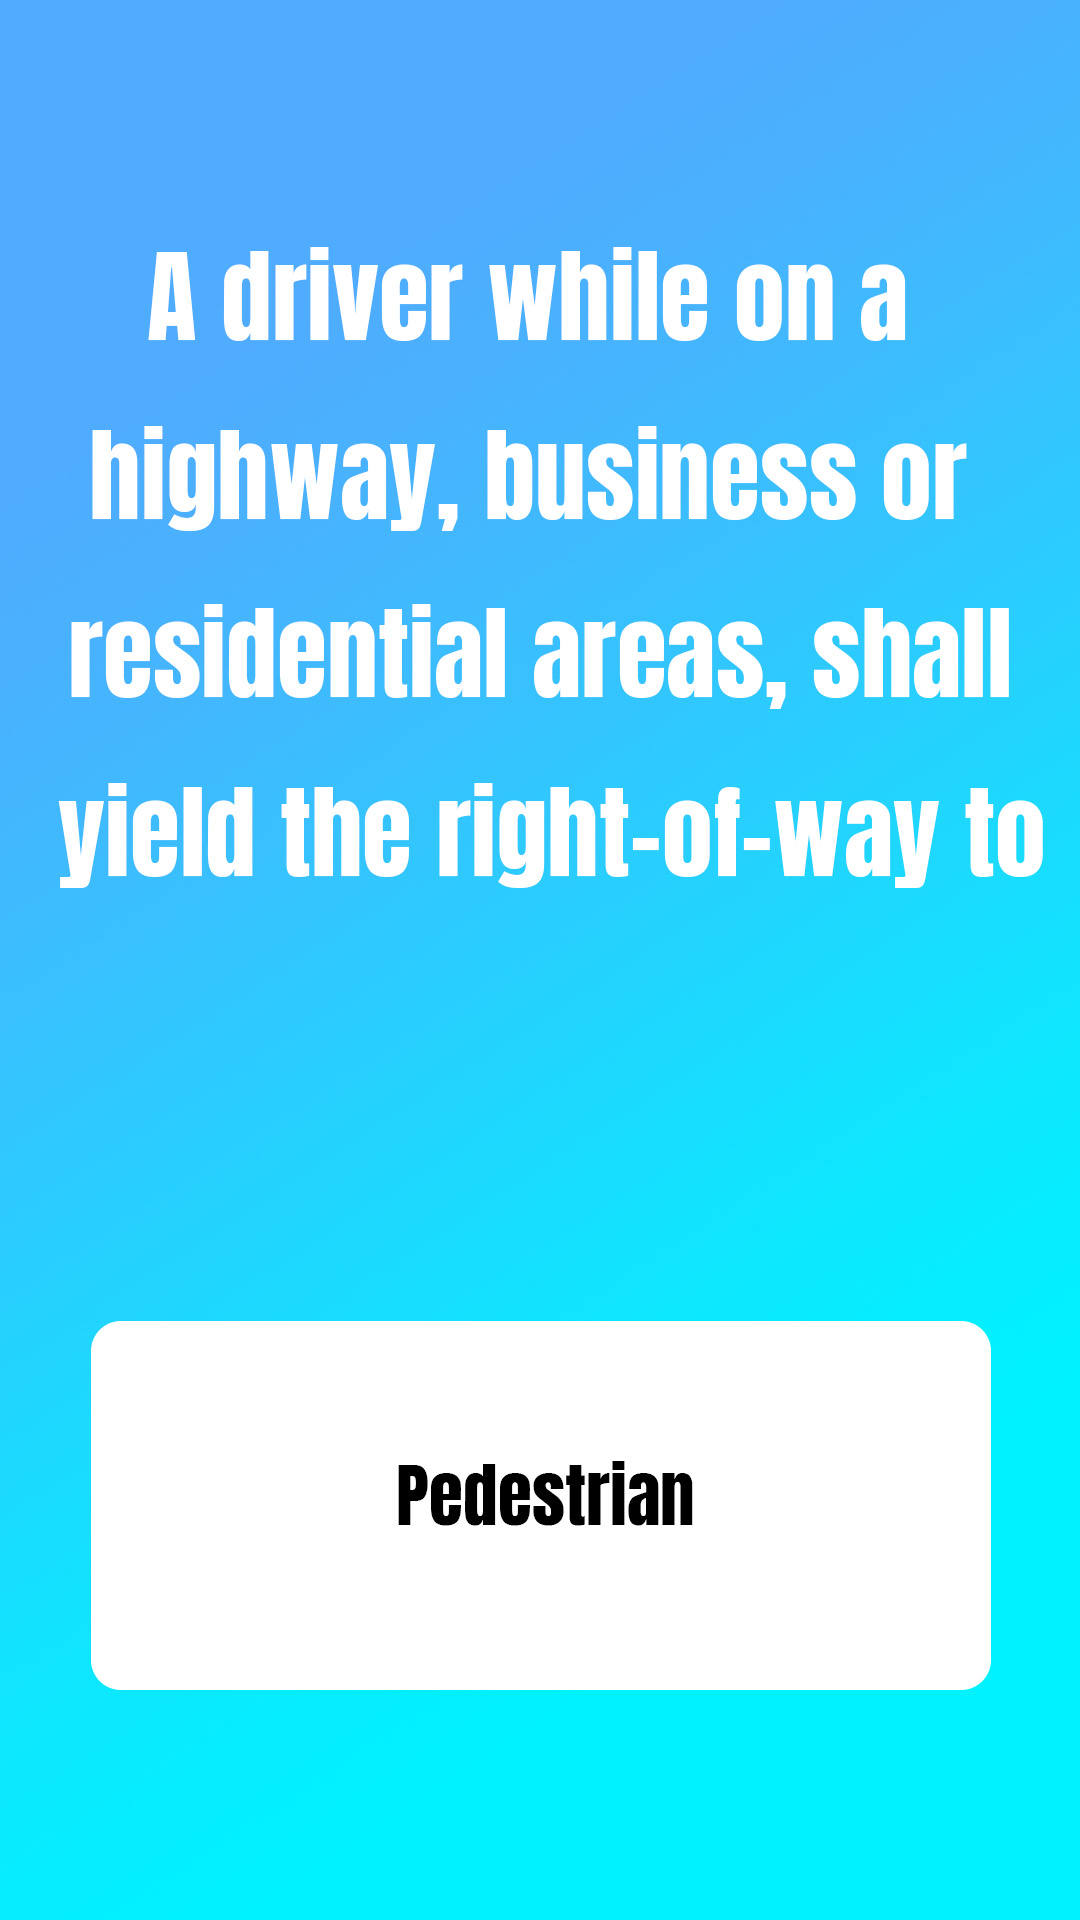 A driver while on a
highway, business or
residential areas, shall
yield the right-of-way to
Pedestrian